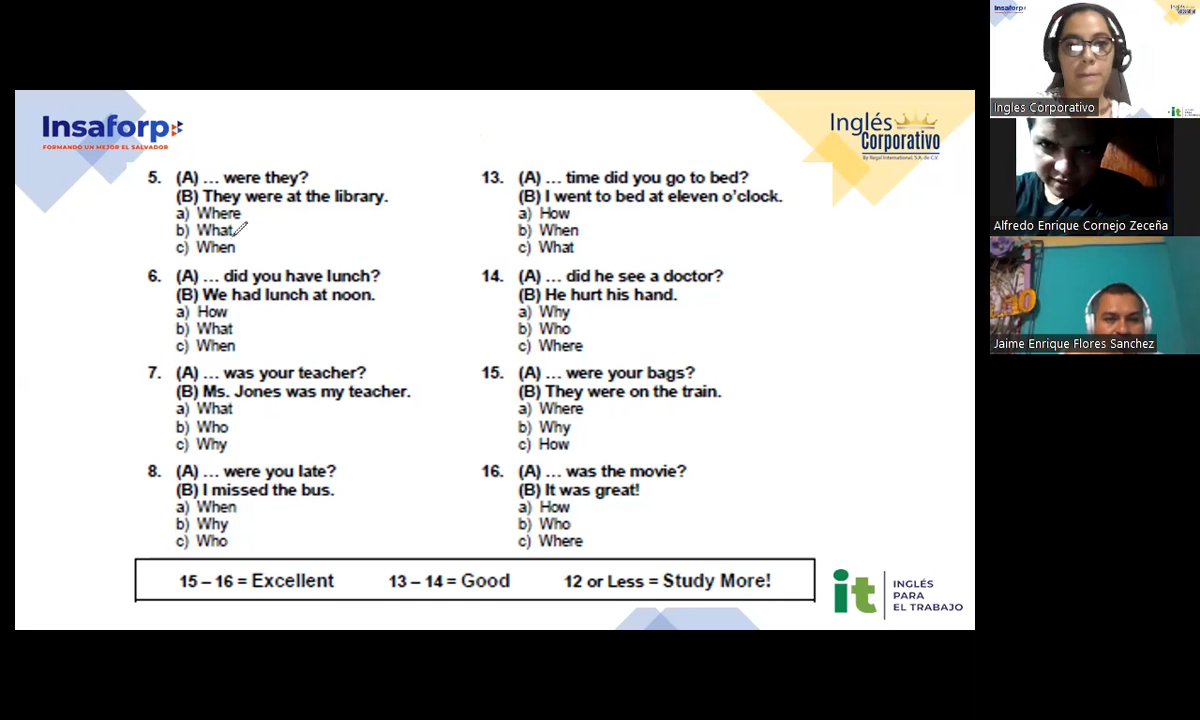 Insaforp
FORMANDO UN MEJOR EL SALVADOR
Inglés
Corporativo
By Regal International, S.A. de C.V.
5. (A) … were they?
(B) They were at the library.
a) Where
b) What
c) When
6. (A) … did you have lunch?
(B) We had lunch at noon.
a) How
b) What
c) When
7. (A) … was your teacher?
(B) Ms. Jones was my teacher.
a) What
b) Who
c) Why
8. (A) … were you late?
(B) I missed the bus.
a) When
b) Why
c) Who
13. (A) … time did you go to bed?
(B) I went to bed at eleven o’clock.
a) How
b) When
c) What
14. (A) … did he see a doctor?
(B) He hurt his hand.
a) Why
b) Who
c) Where
15. (A) … were your bags?
(B) They were on the train.
a) Where
b) Why
c) How
16. (A) … was the movie?
(B) It was great!
a) How
b) Who
c) Where
15 – 16 = Excellent 13 – 14 = Good 12 or Less = Study More!
it INGLÉS
PARA
EL TRABAJO
Insaforp
Ingles Corporativo
Alfredo Enrique Cornejo Zeceña
Jaime Enrique Flores Sanchez